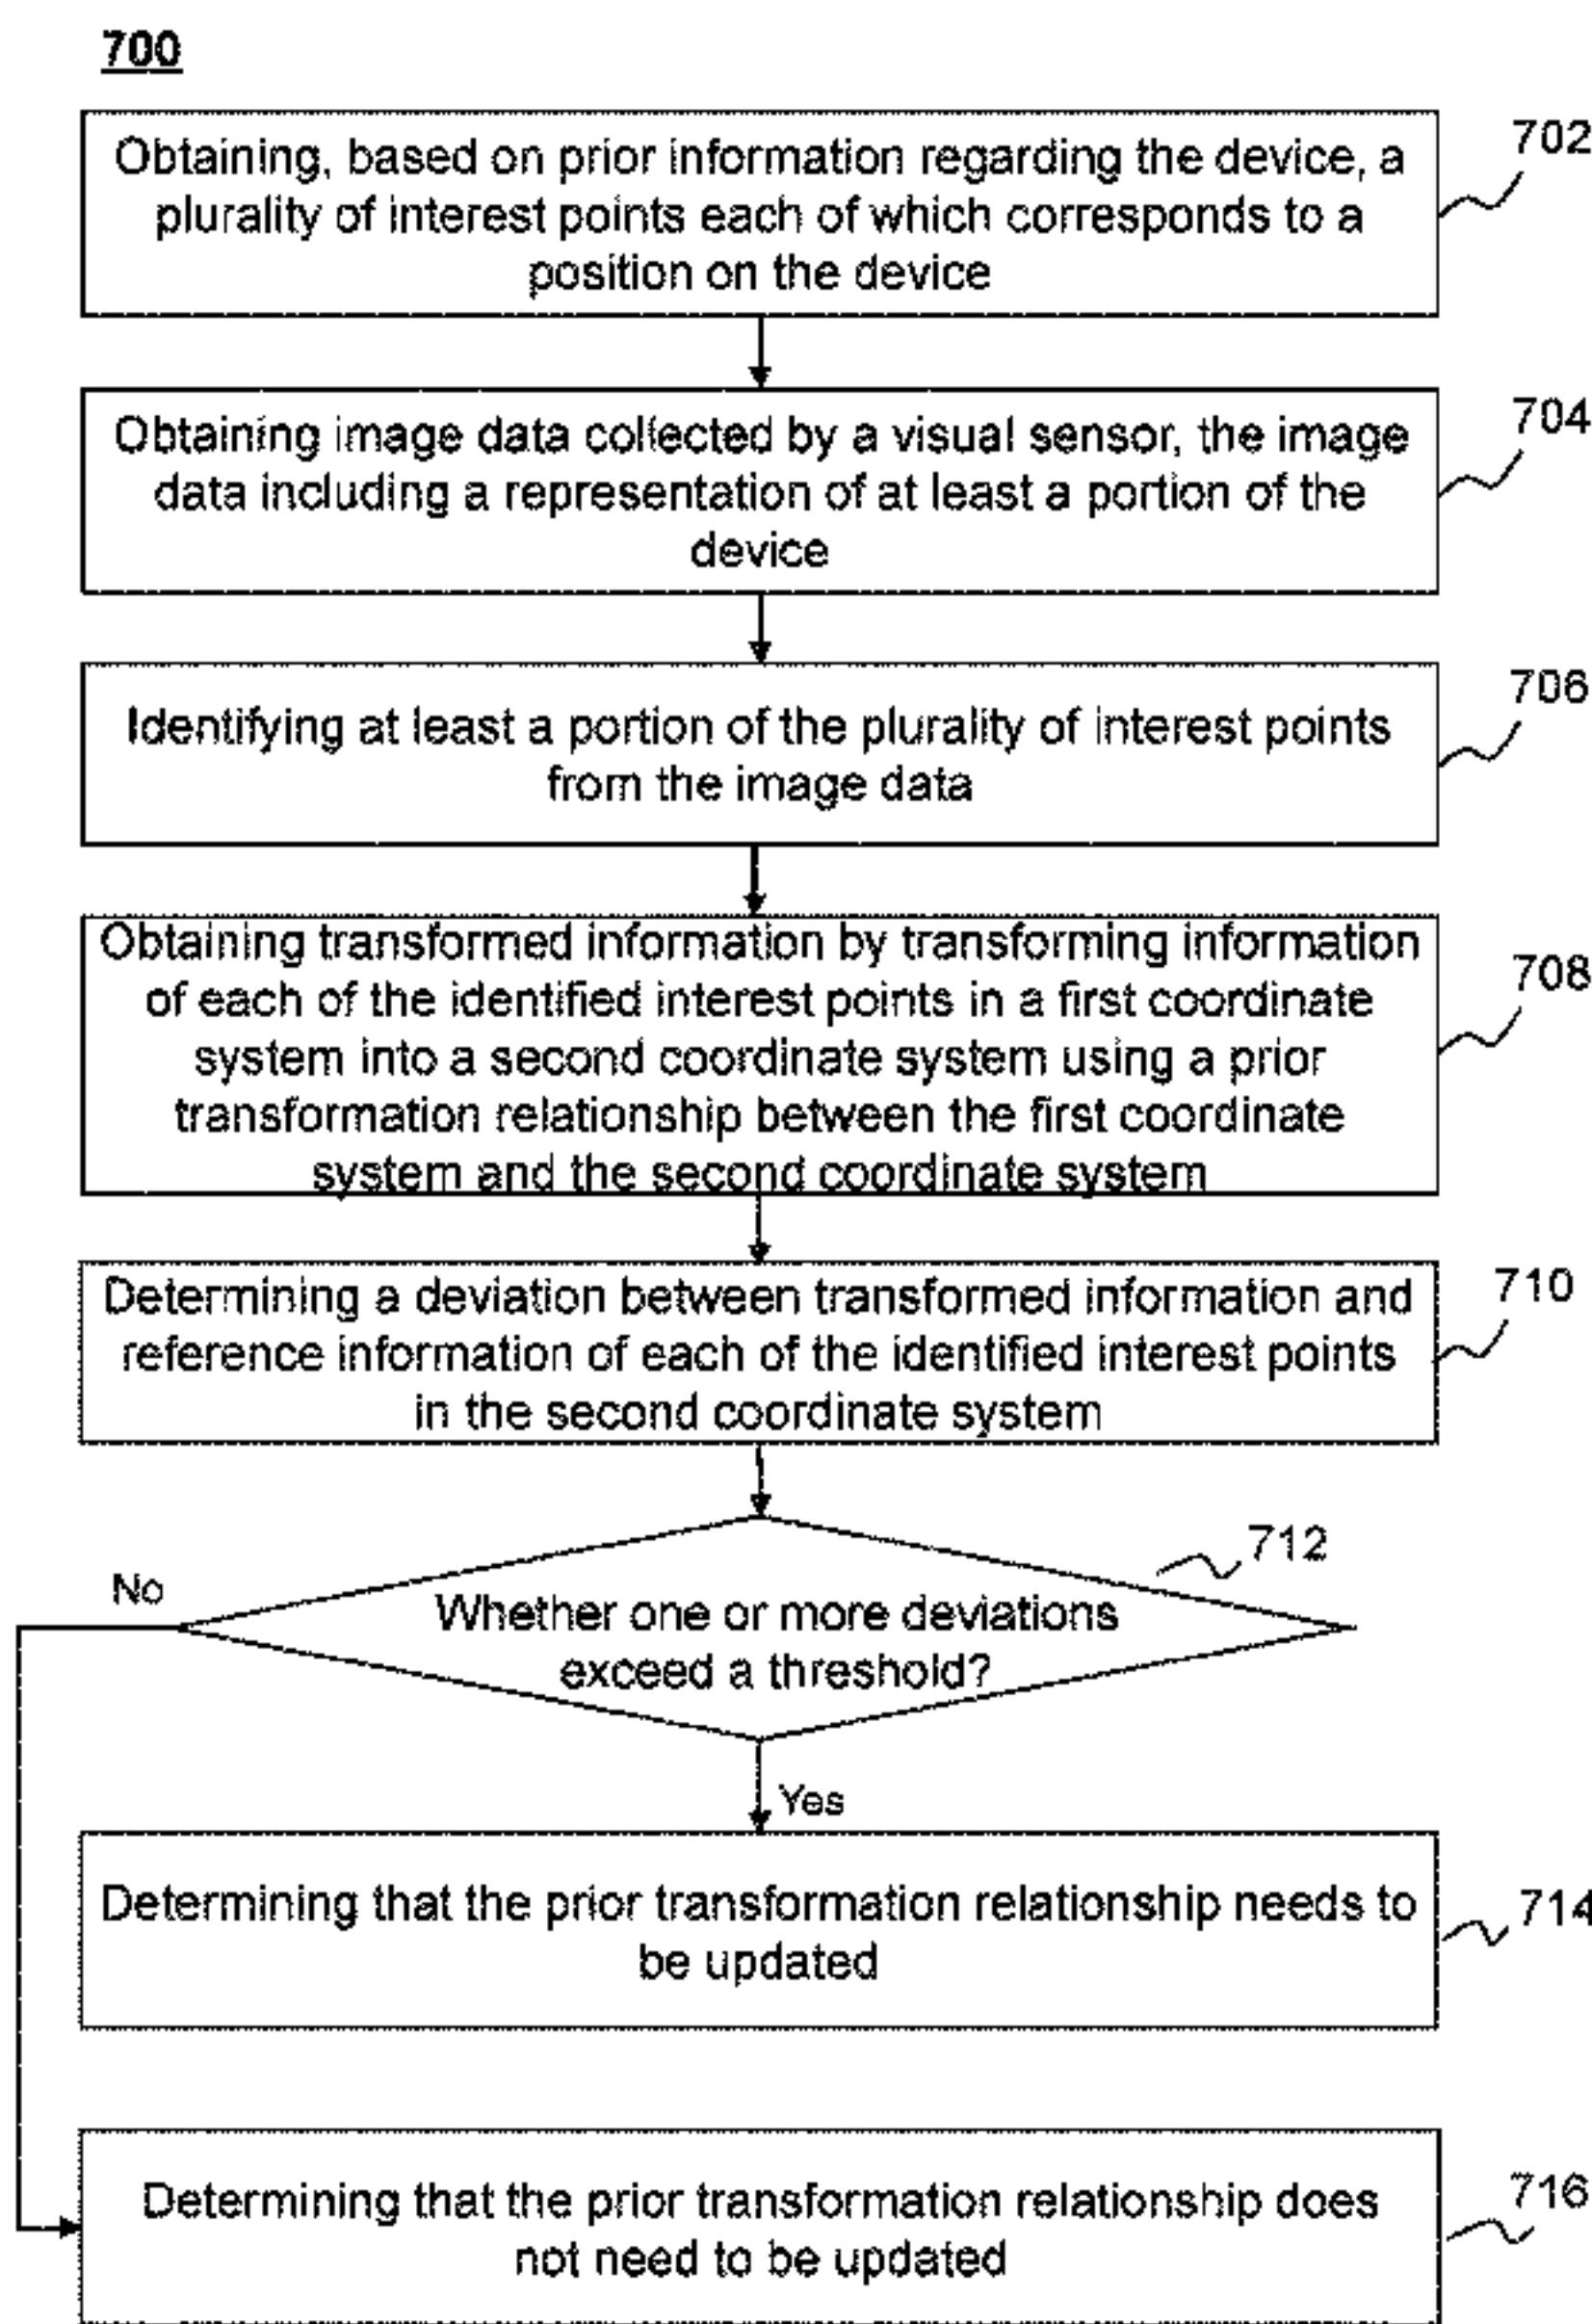 700
Obtaining, based on prior information regarding the device, a
plurality of interest points each of which corresponds to a
position on the device
702
Obtaining image data collected by a visual sensor, the image
data including a representation of at least a portion of the
device
704
Identifying at least a portion of the plurality of interest points
from the image data
706
Obtaining transformed information by transforming information
of each of the identified interest points in a first coordinate
system into a second coordinate system using a prior
transformation relationship between the first coordinate
system and the second coordinate system
708
Determining a deviation between transformed information and
reference information of each of the identified interest points
in the second coordinate system
710
712
No
Whether one or more deviations
exceed a threshold?
Yes
Determining that the prior transformation relationship needs to
be updated
714
Determining that the prior transformation relationship does
not need to be updated
716